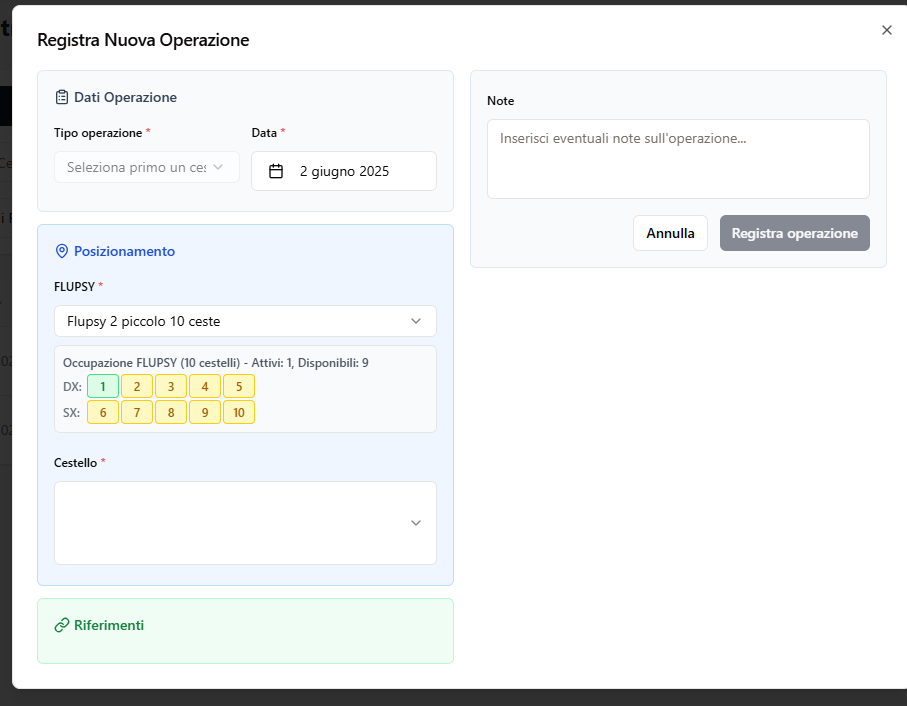 Registra Nuova Operazione
Dati Operazione
Tipo operazione *
Data *
Seleziona primo un ces
2 giugno 2025
Posizionamento
FLUPSY *
Flupsy 2 piccolo 10 ceste
Occupazione FLUPSY (10 cestelli) - Attivi: 1, Disponibili: 9
DX: 1 2 3 4 5
SX: 6 7 8 9 10
Cestello *
Riferimenti
Note
Inserisci eventuali note sull'operazione...
Annulla
Registra operazione